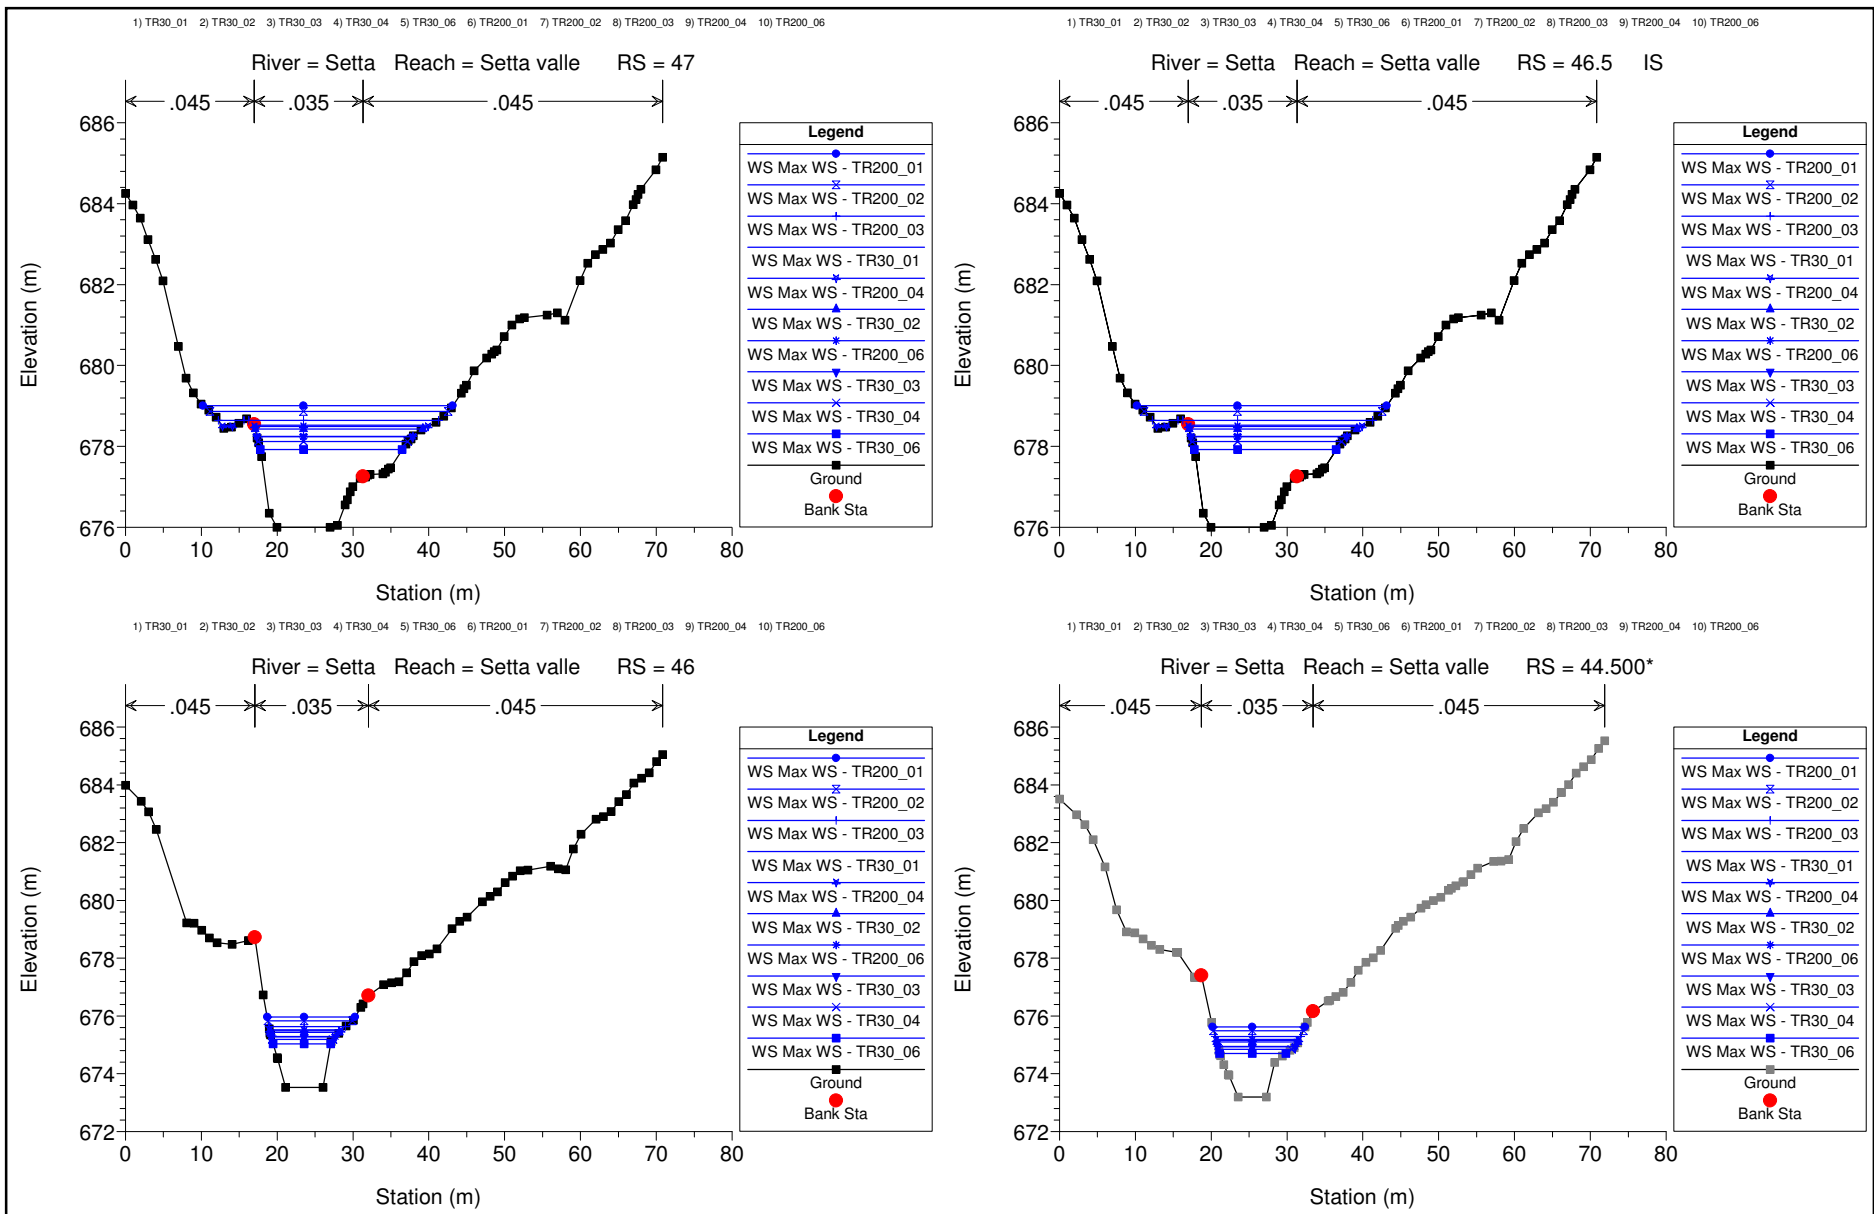 1) TR30_01 2) TR30_02 3) TR30_03 4) TR30_04 5) TR30_06 6) TR200_01 7) TR200_02 8) TR200_03 9) TR200_04 10) TR200_06
River = Setta Reach = Setta valle RS = 47
.045 .035 .045
686
684
682
680
678
676
0 10 20 30 40 50 60 70 80
Elevation (m)
Station (m)
Legend
WS Max WS - TR200_01
WS Max WS - TR200_02
WS Max WS - TR200_03
WS Max WS - TR30_01
WS Max WS - TR200_04
WS Max WS - TR30_02
WS Max WS - TR200_06
WS Max WS - TR30_03
WS Max WS - TR30_04
WS Max WS - TR30_06
Ground
Bank Sta
1) TR30_01 2) TR30_02 3) TR30_03 4) TR30_04 5) TR30_06 6) TR200_01 7) TR200_02 8) TR200_03 9) TR200_04 10) TR200_06
River = Setta Reach = Setta valle RS = 46.5 IS
.045 .035 .045
686
684
682
680
678
676
0 10 20 30 40 50 60 70 80
Elevation (m)
Station (m)
Legend
WS Max WS - TR200_01
WS Max WS - TR200_02
WS Max WS - TR200_03
WS Max WS - TR30_01
WS Max WS - TR200_04
WS Max WS - TR30_02
WS Max WS - TR200_06
WS Max WS - TR30_03
WS Max WS - TR30_04
WS Max WS - TR30_06
Ground
Bank Sta
1) TR30_01 2) TR30_02 3) TR30_03 4) TR30_04 5) TR30_06 6) TR200_01 7) TR200_02 8) TR200_03 9) TR200_04 10) TR200_06
River = Setta Reach = Setta valle RS = 46
.045 .035 .045
686
684
682
680
678
676
674
672
0 10 20 30 40 50 60 70 80
Elevation (m)
Station (m)
Legend
WS Max WS - TR200_01
WS Max WS - TR200_02
WS Max WS - TR200_03
WS Max WS - TR30_01
WS Max WS - TR200_04
WS Max WS - TR30_02
WS Max WS - TR200_06
WS Max WS - TR30_03
WS Max WS - TR30_04
WS Max WS - TR30_06
Ground
Bank Sta
1) TR30_01 2) TR30_02 3) TR30_03 4) TR30_04 5) TR30_06 6) TR200_01 7) TR200_02 8) TR200_03 9) TR200_04 10) TR200_06
River = Setta Reach = Setta valle RS = 44.500*
.045 .035 .045
686
684
682
680
678
676
674
672
0 10 20 30 40 50 60 70 80
Elevation (m)
Station (m)
Legend
WS Max WS - TR200_01
WS Max WS - TR200_02
WS Max WS - TR200_03
WS Max WS - TR30_01
WS Max WS - TR200_04
WS Max WS - TR30_02
WS Max WS - TR200_06
WS Max WS - TR30_03
WS Max WS - TR30_04
WS Max WS - TR30_06
Ground
Bank Sta